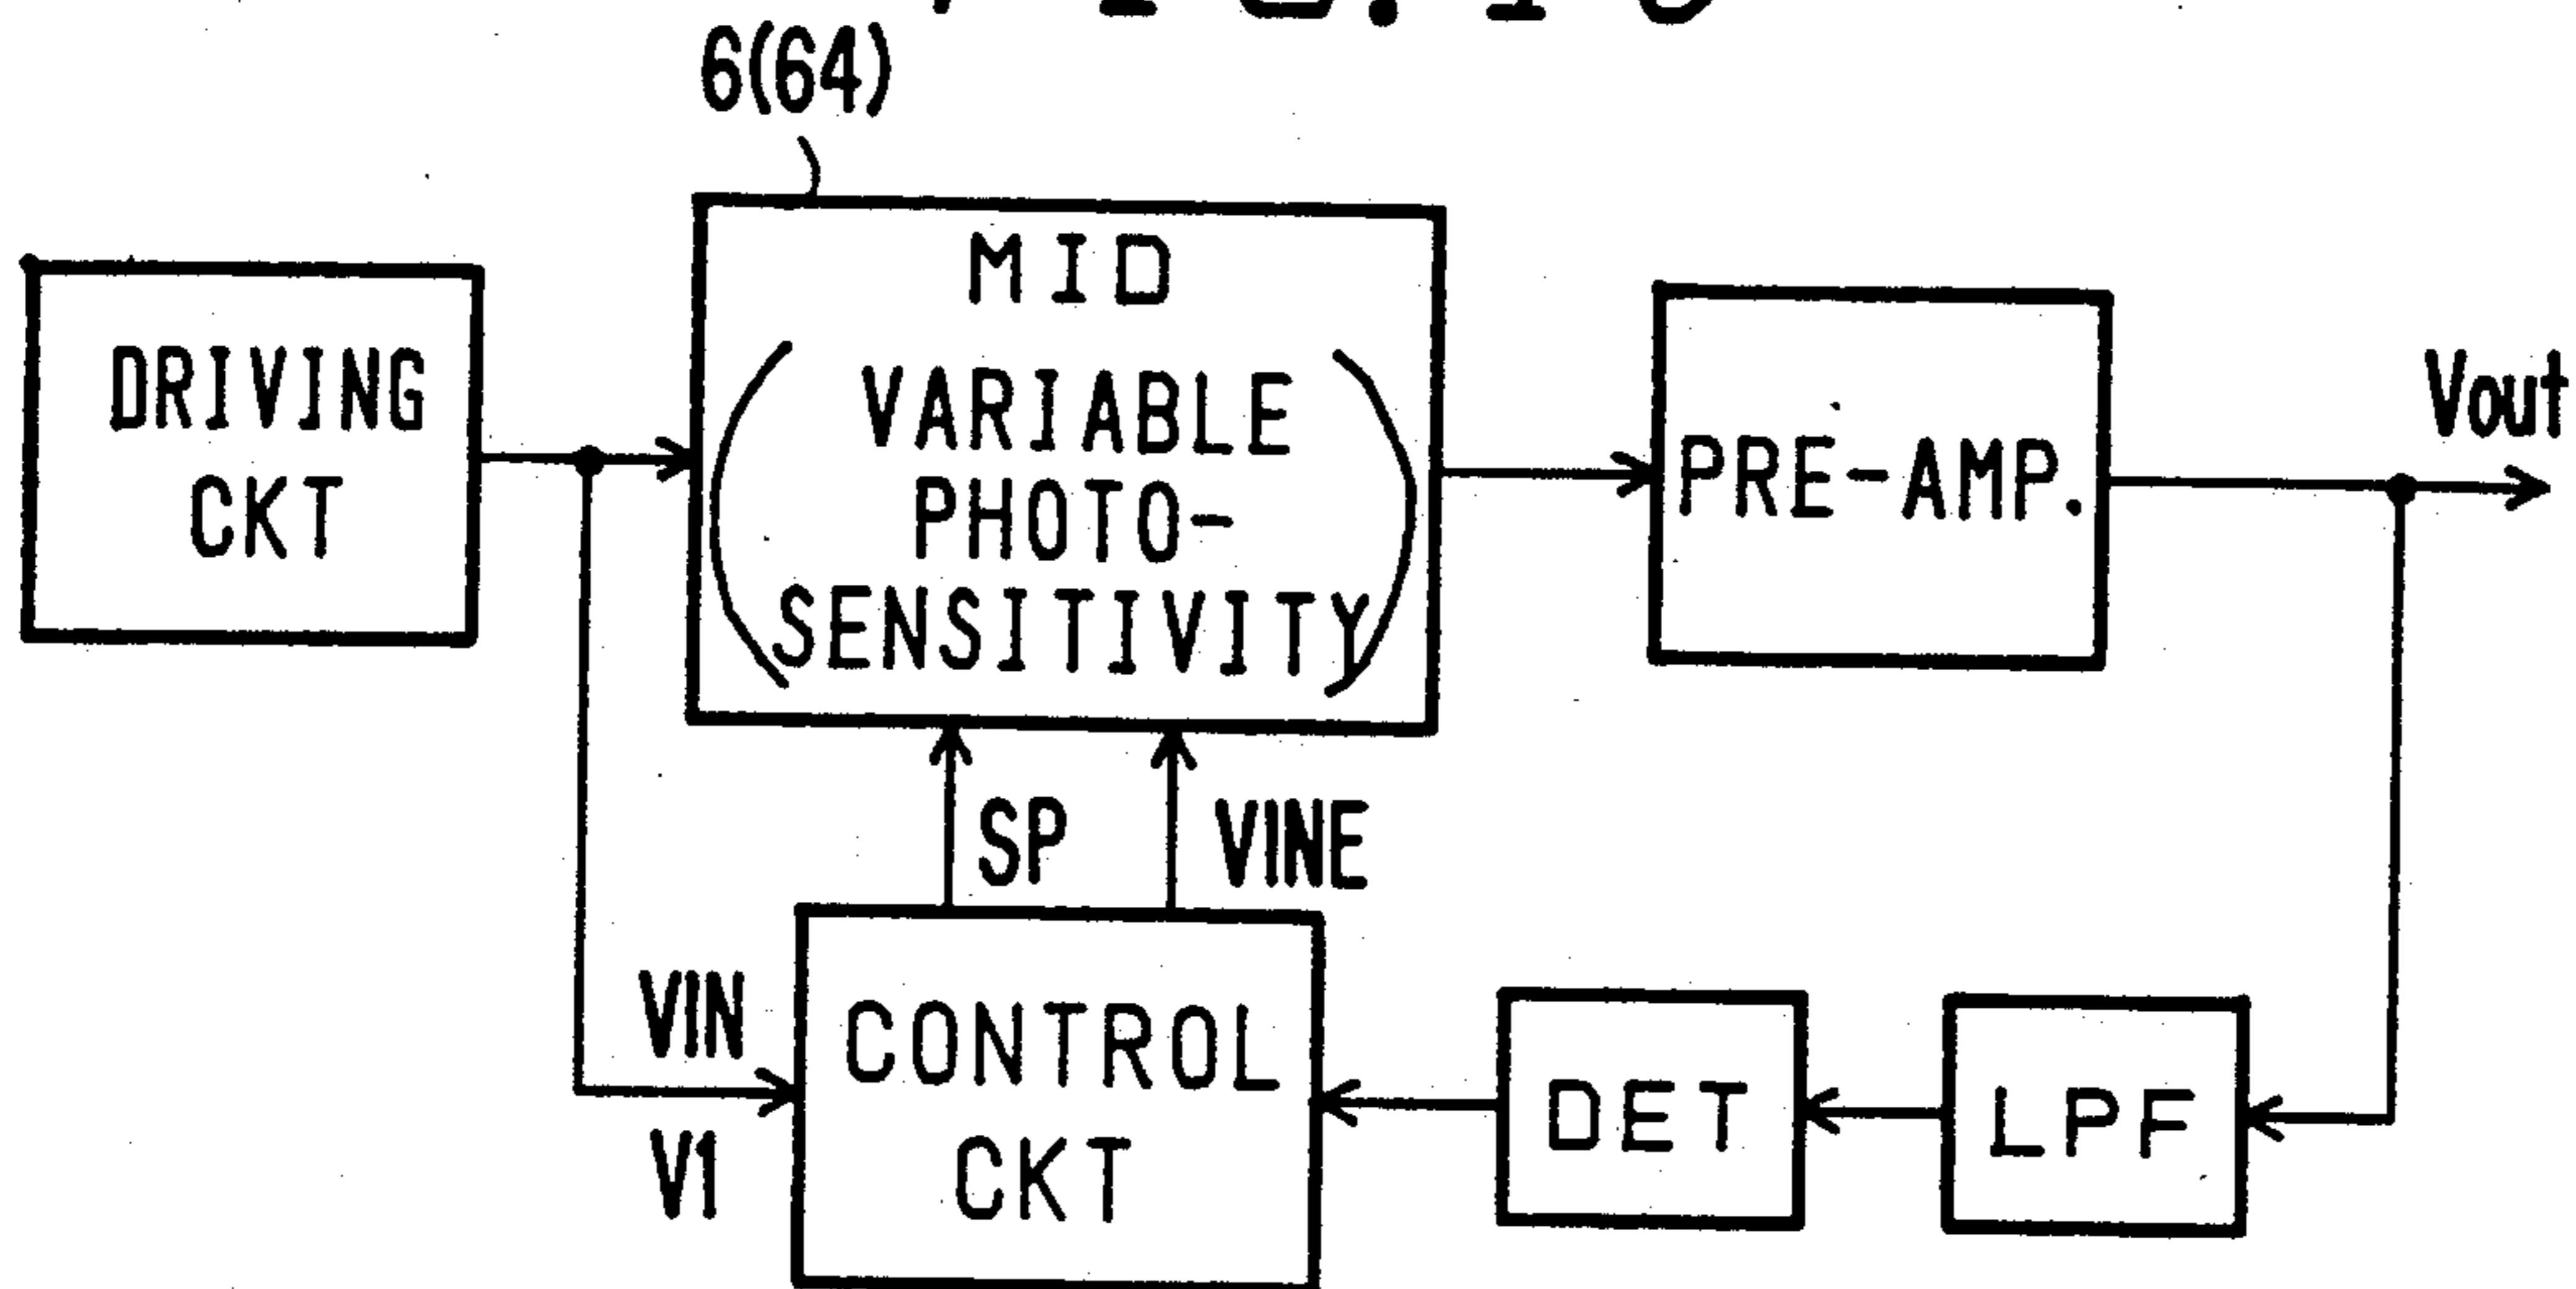 6(64)
MID
(VARIABLE
PHOTO-
SENSITIVITY)
DRIVING
CKT
PRE-AMP.
Vout
SP
VINE
VIN
V1
CONTROL
CKT
DET
LPF